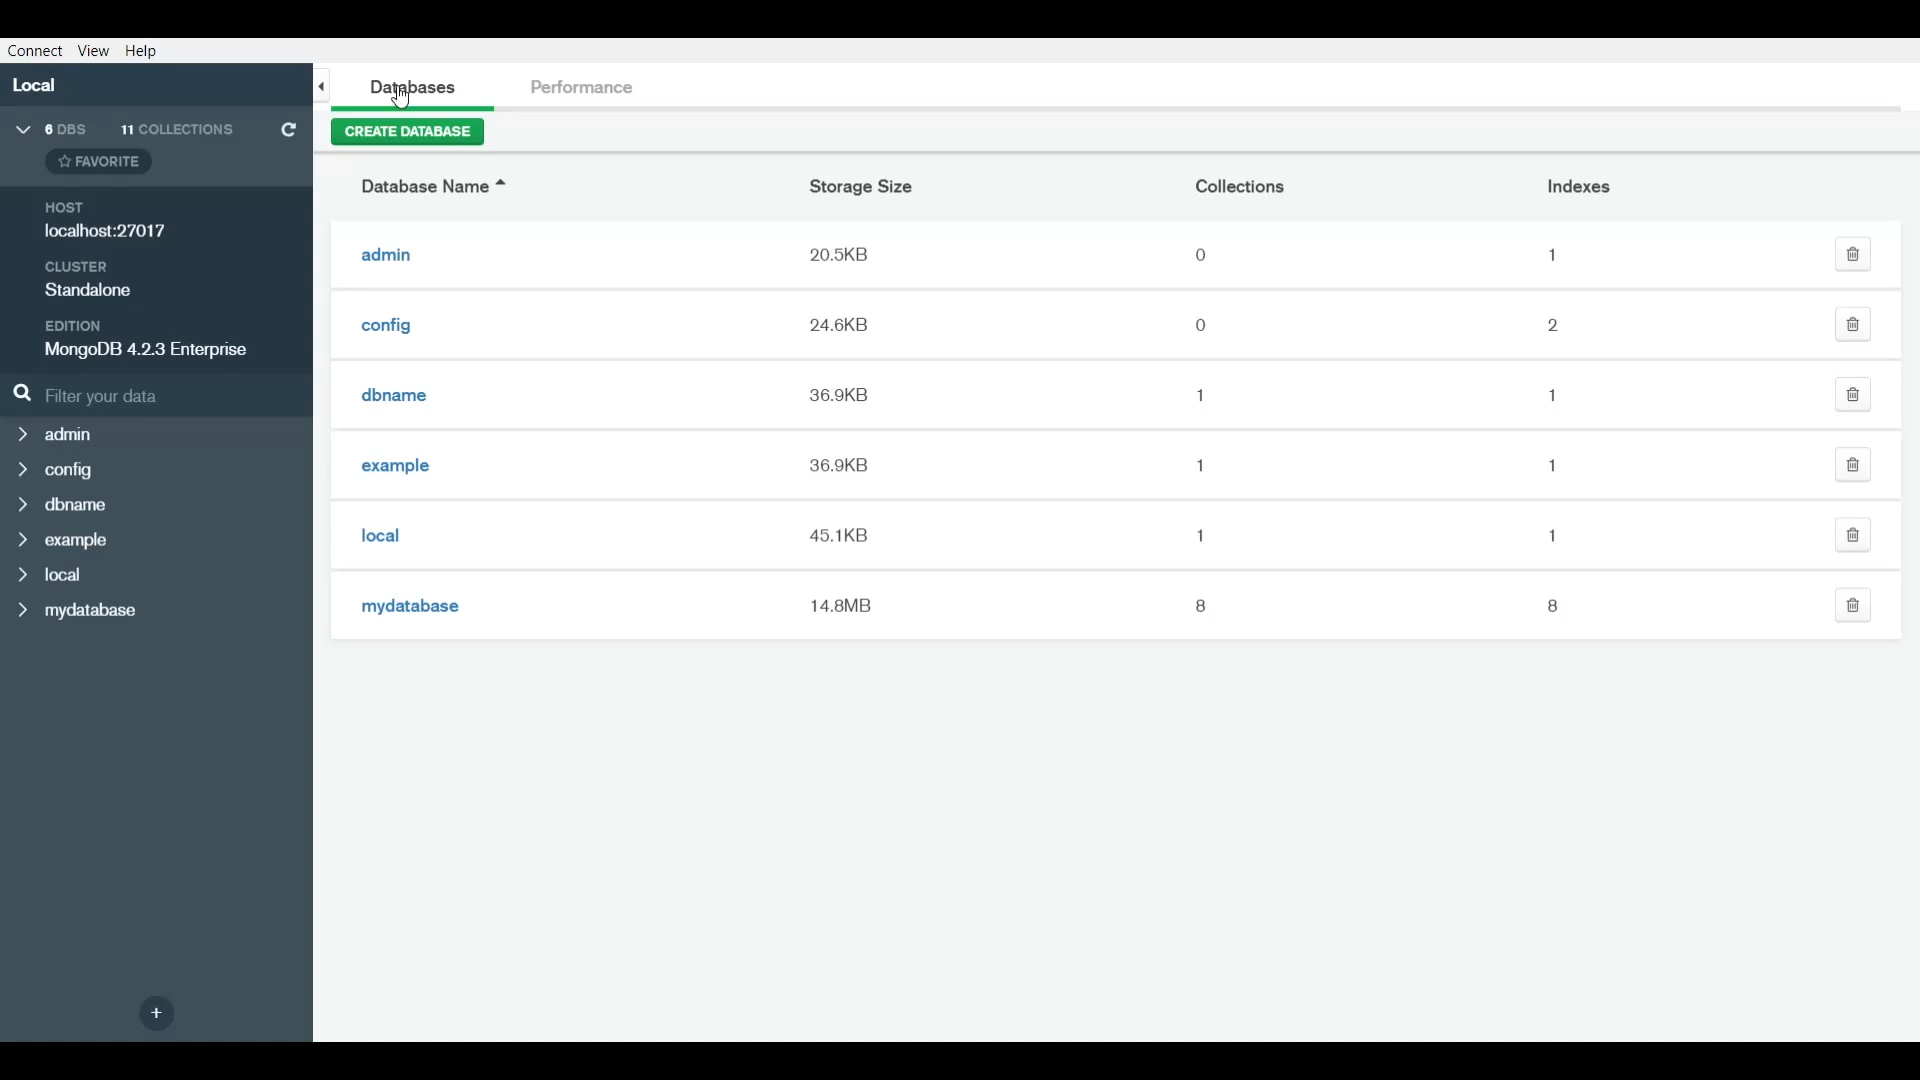 Connect View Help
Local
6 DBS 11 COLLECTIONS
FAVORITE
HOST
localhost:27017
CLUSTER
Standalone
EDITION
MongoDB 4.2.3 Enterprise
Filter your data
admin
config
dbname
example
local
mydatabase
+
Databases Performance
CREATE DATABASE
Database Name Storage Size Collections Indexes
admin 20.5KB 0 1
config 24.6KB 0 2
dbname 36.9KB 1 1
example 36.9KB 1 1
local 45.1KB 1 1
mydatabase 14.8MB 8 8